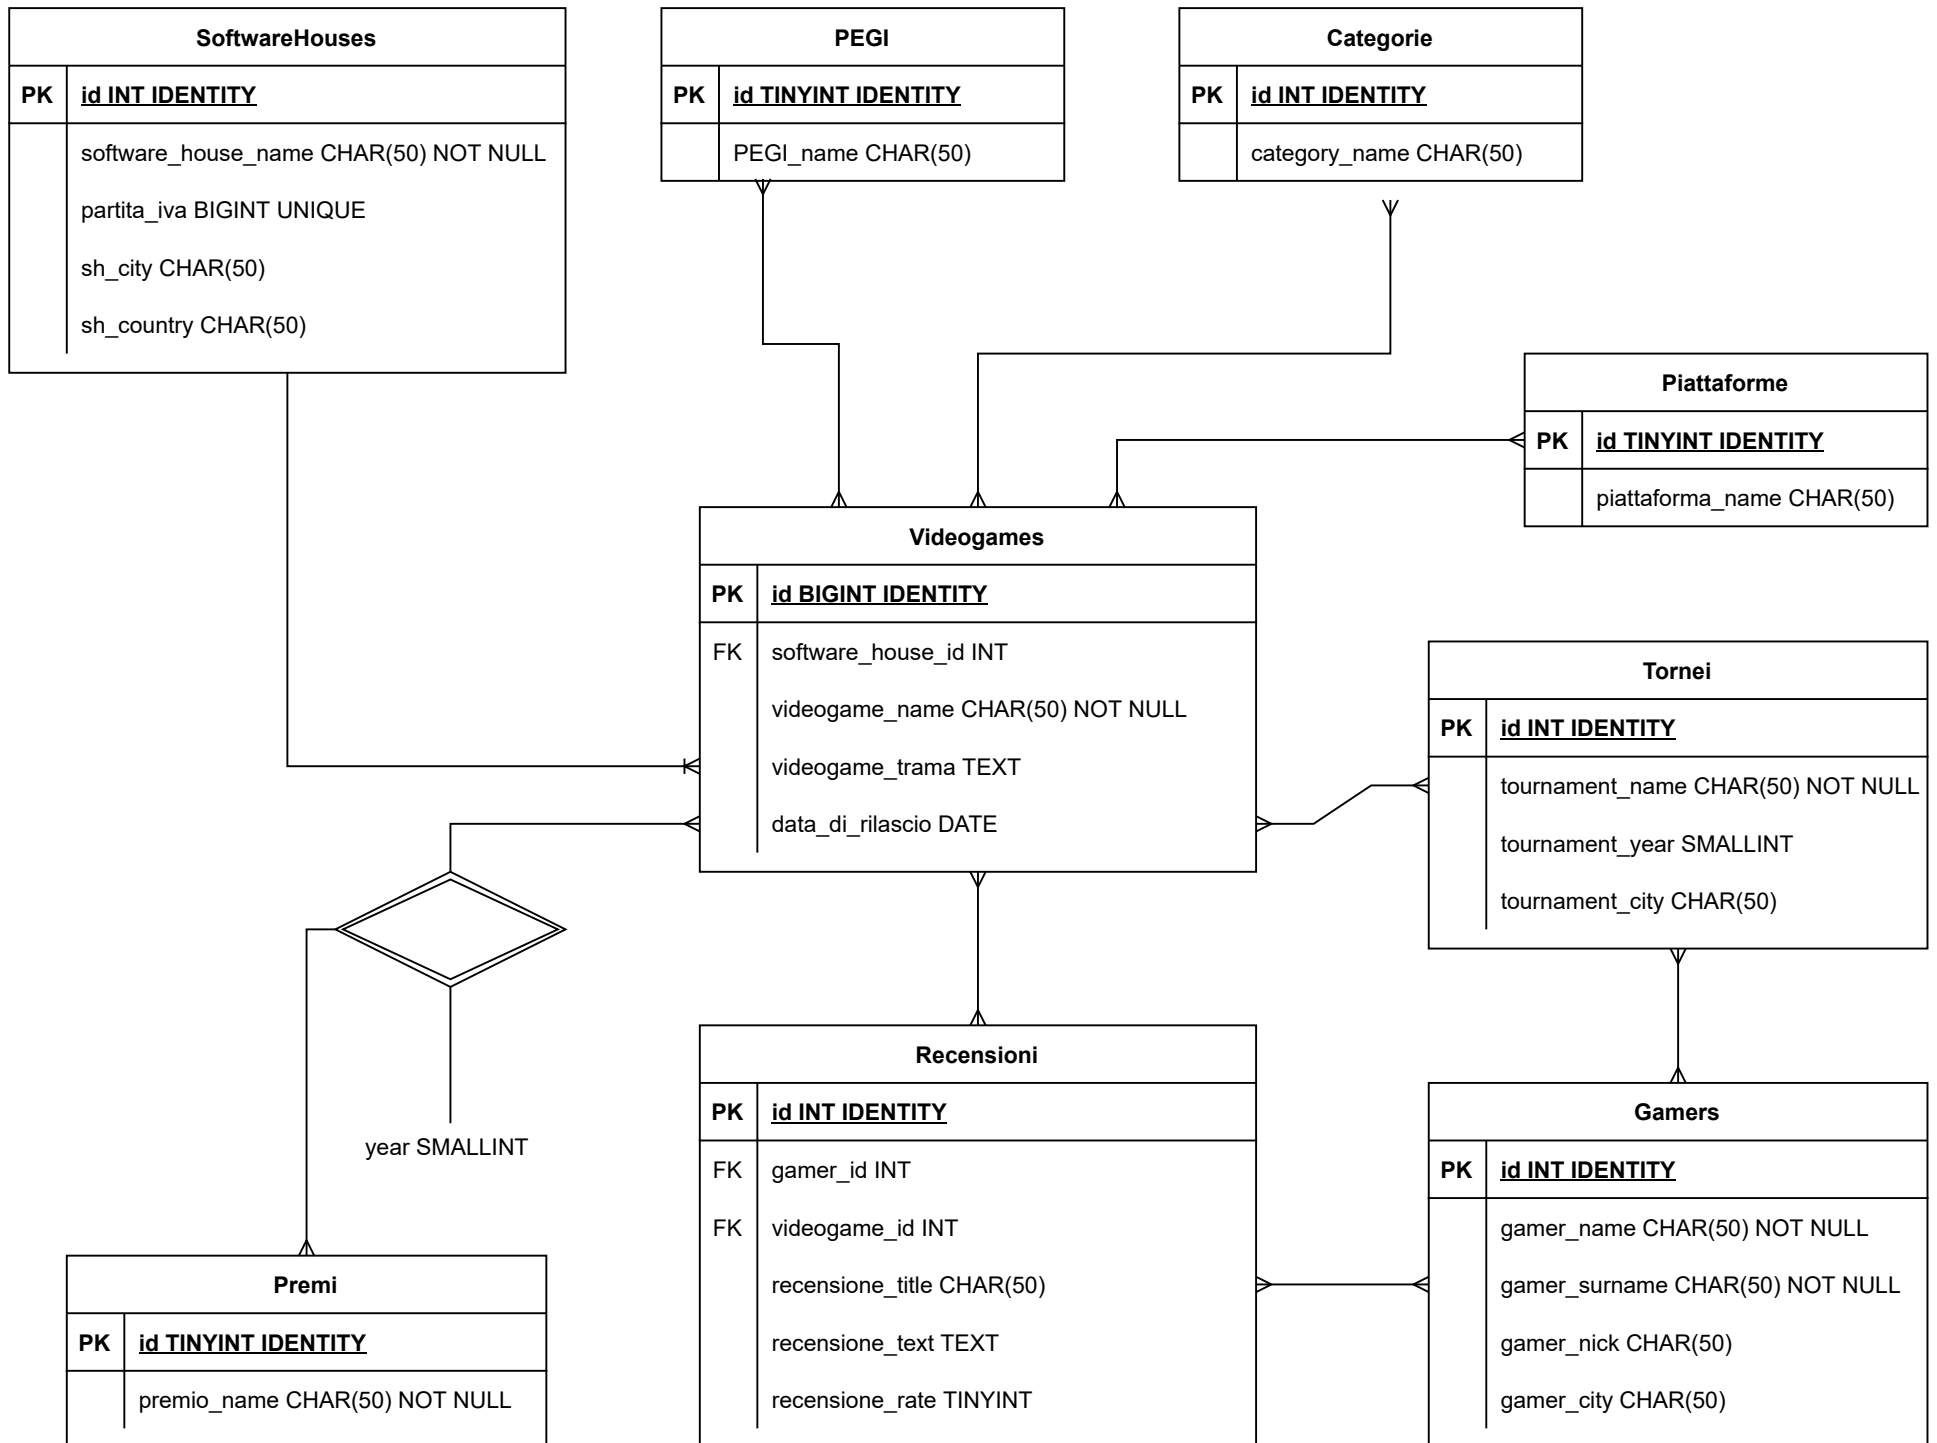 SoftwareHouses
PK id INT IDENTITY
software_house_name CHAR(50) NOT NULL
partita_iva BIGINT UNIQUE
sh_city CHAR(50)
sh_country CHAR(50)
PEGI
PK id TINYINT IDENTITY
PEGI_name CHAR(50)
Categorie
PK id INT IDENTITY
category_name CHAR(50)
Piattaforme
PK id TINYINT IDENTITY
piattaforma_name CHAR(50)
Videogames
PK id BIGINT IDENTITY
FK software_house_id INT
videogame_name CHAR(50) NOT NULL
videogame_trama TEXT
data_di_rilascio DATE
Tornei
PK id INT IDENTITY
tournament_name CHAR(50) NOT NULL
tournament_year SMALLINT
tournament_city CHAR(50)
year SMALLINT
Premi
PK id TINYINT IDENTITY
premio_name CHAR(50) NOT NULL
Recensioni
PK id INT IDENTITY
FK gamer_id INT
FK videogame_id INT
recensione_title CHAR(50)
recensione_text TEXT
recensione_rate TINYINT
Gamers
PK id INT IDENTITY
gamer_name CHAR(50) NOT NULL
gamer_surname CHAR(50) NOT NULL
gamer_nick CHAR(50)
gamer_city CHAR(50)